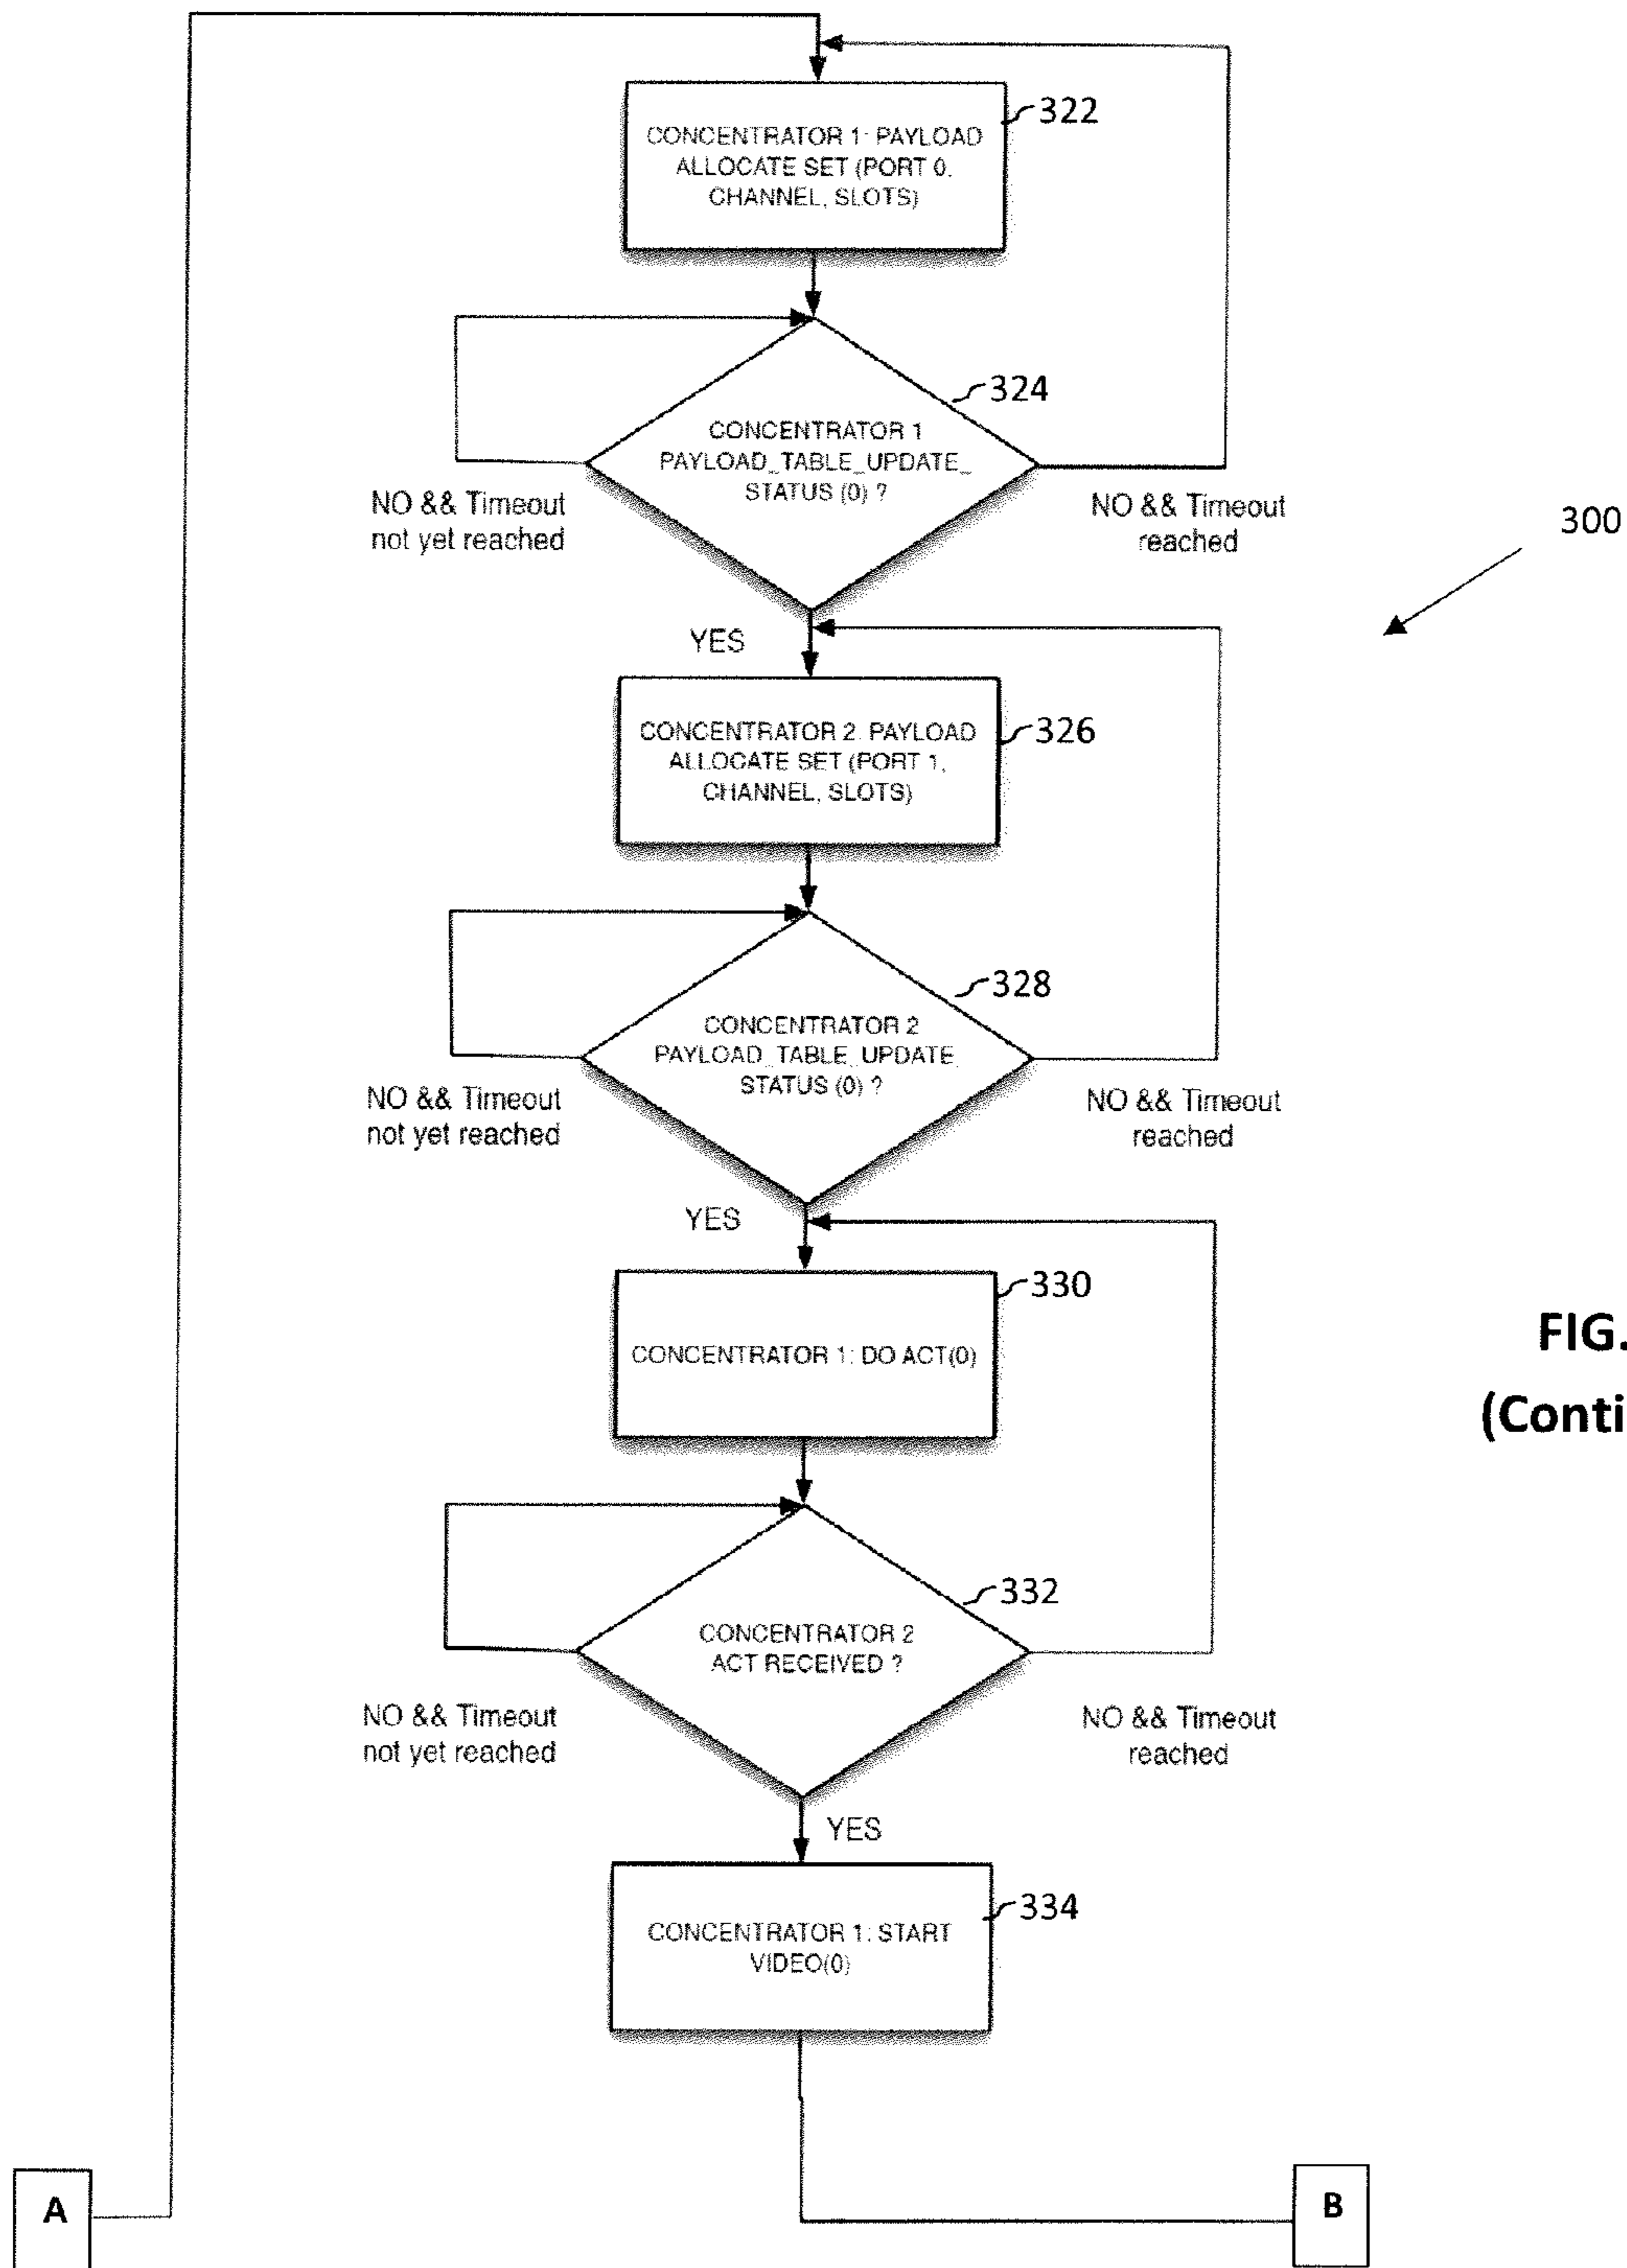 322
CONCENTRATOR 1: PAYLOAD
ALLOCATE SET (PORT 0,
CHANNEL, SLOTS)
324
CONCENTRATOR 1
PAYLOAD_TABLE_UPDATE_
STATUS (0) ?
NO && Timeout
not yet reached
NO && Timeout
reached
300
YES
326
CONCENTRATOR 2: PAYLOAD
ALLOCATE SET (PORT 1,
CHANNEL, SLOTS)
328
CONCENTRATOR 2
PAYLOAD_TABLE_UPDATE_
STATUS (0) ?
NO && Timeout
not yet reached
NO && Timeout
reached
YES
330
CONCENTRATOR 1: DO ACT(0)
FIG.
(Conti
332
CONCENTRATOR 2
ACT RECEIVED ?
NO && Timeout
not yet reached
NO && Timeout
reached
YES
334
CONCENTRATOR 1: START
VIDEO(0)
A
B